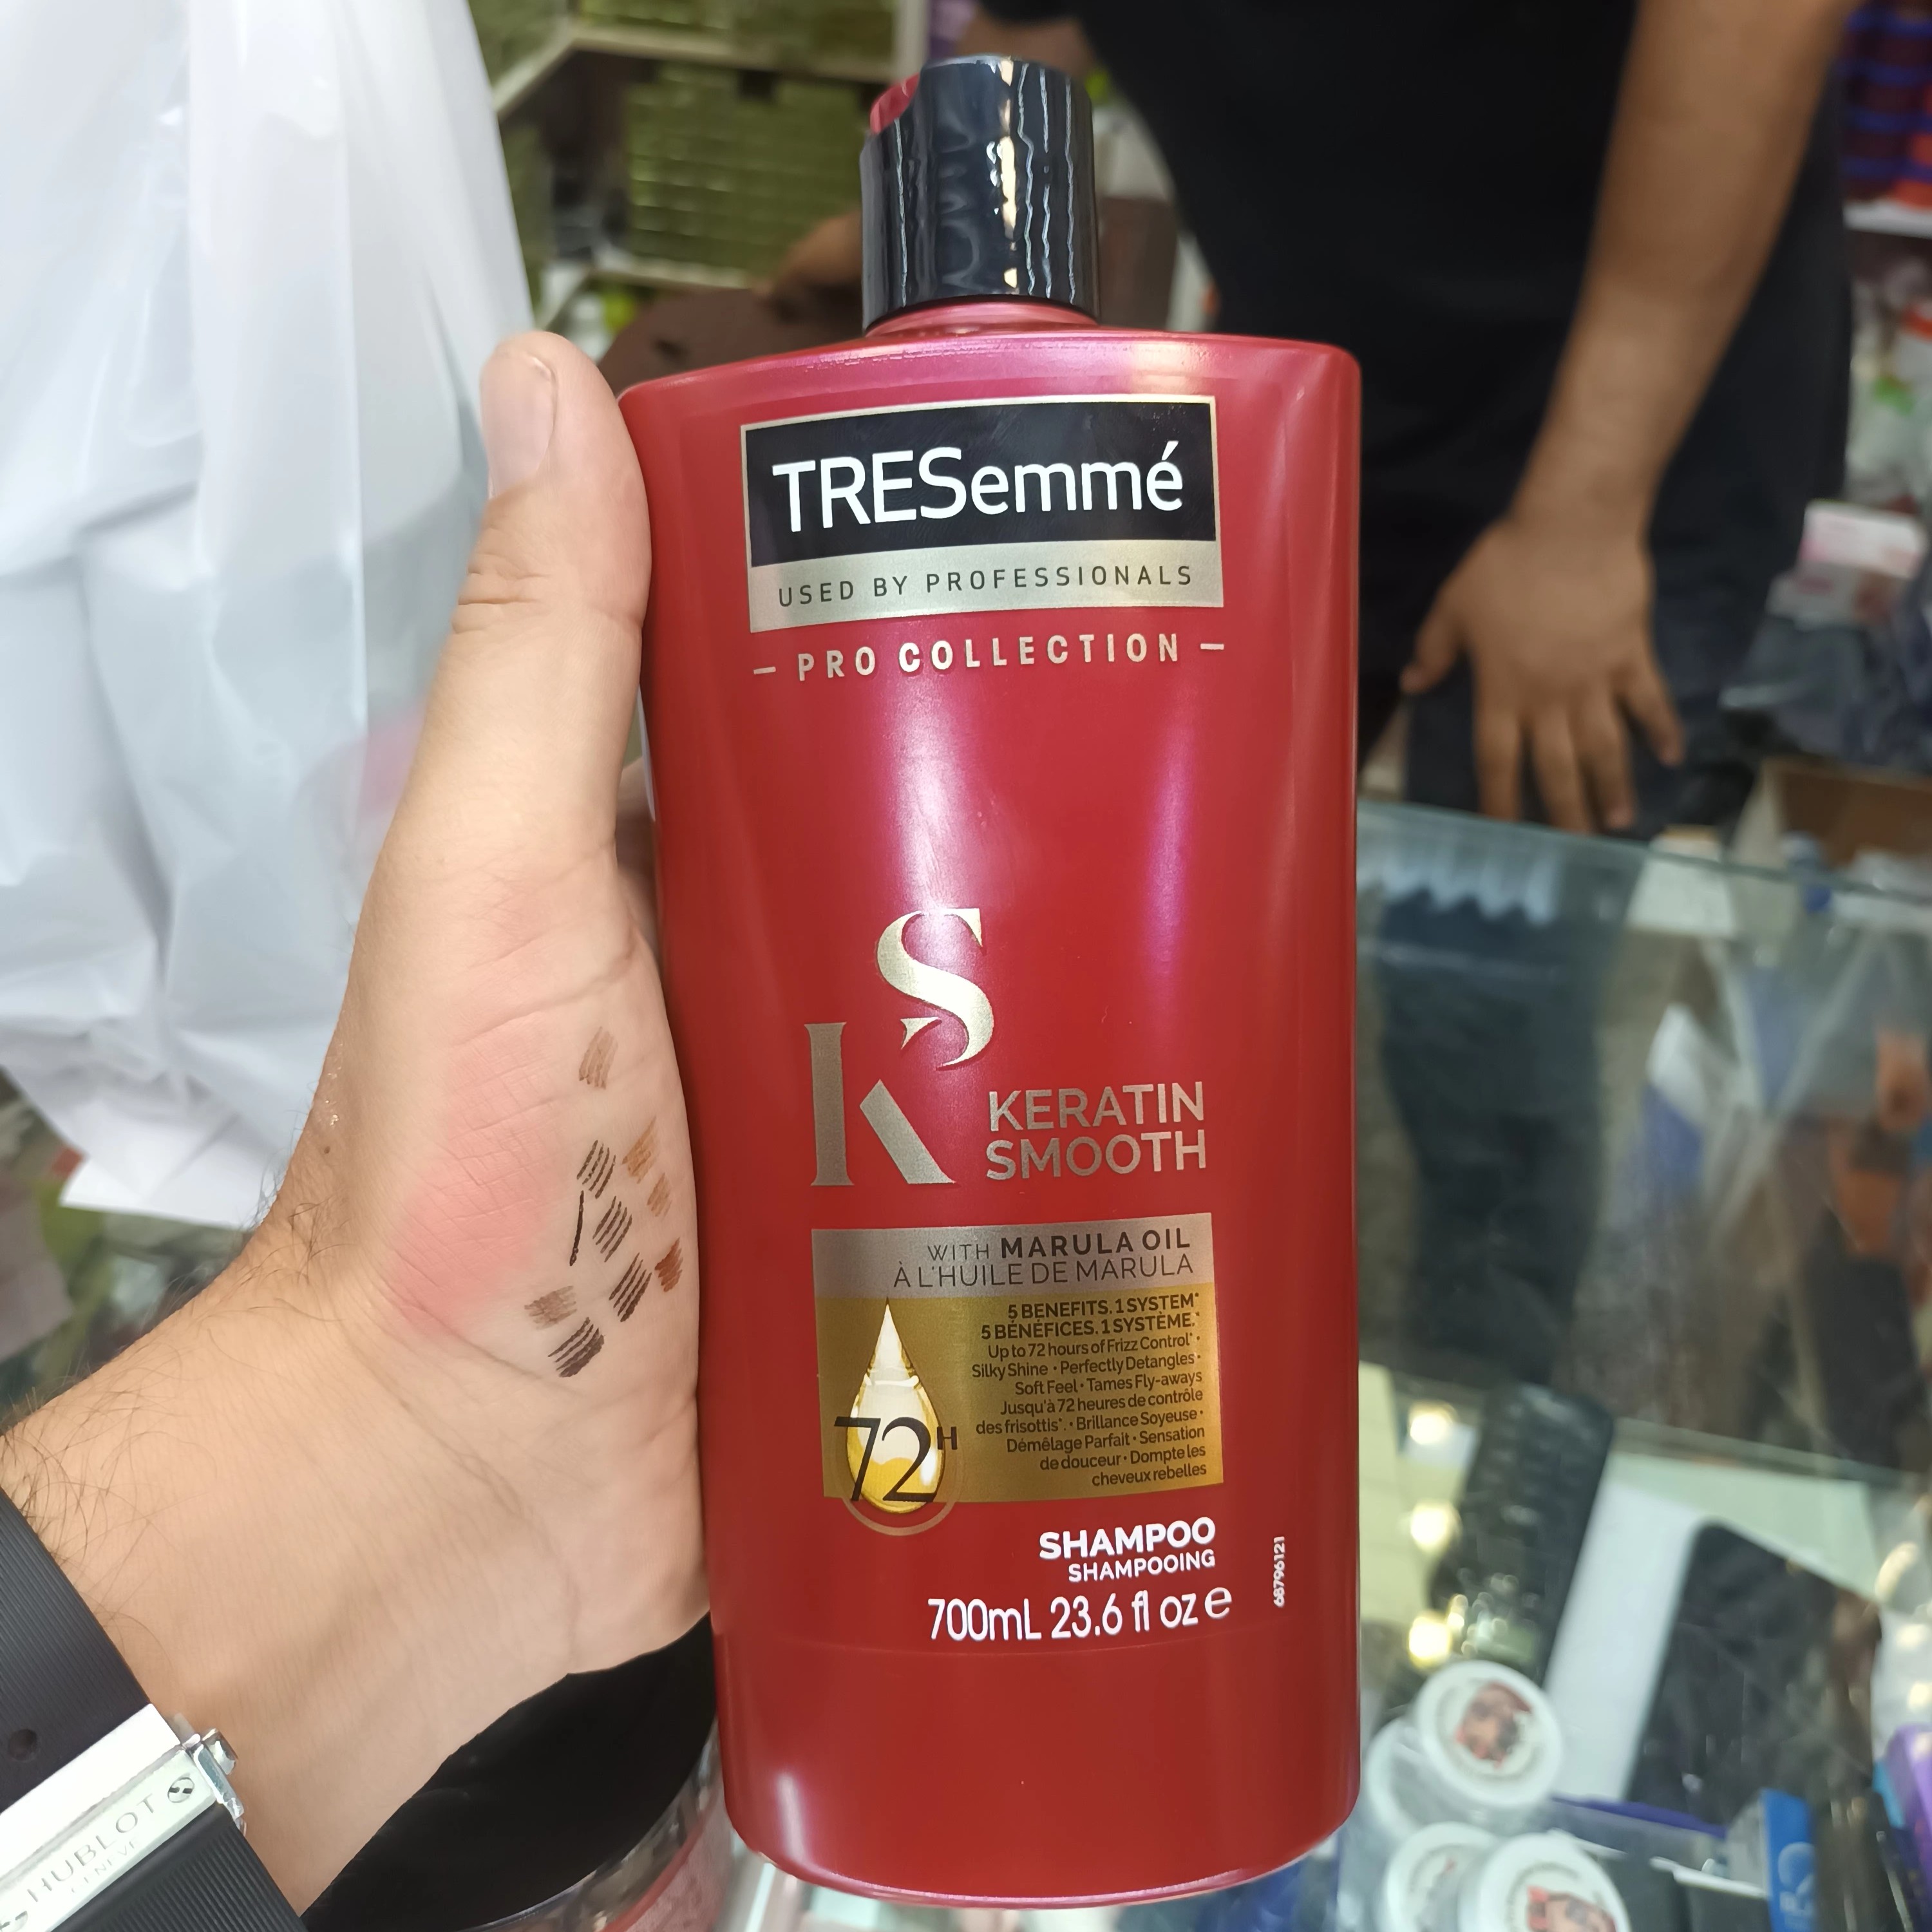 TRESemmé
USED BY PROFESSIONALS
– PRO COLLECTION –
KS
KERATIN
SMOOTH
WITH MARULA OIL
À L'HUILE DE MARULA
5 BENEFITS. 1 SYSTEM*
5 BÉNÉFICES. 1 SYSTÈME.*
Up to 72 hours of Frizz Control* •
Silky Shine • Perfectly Detangles •
Soft Feel • Tames Fly-aways
Jusqu'à 72 heures de contrôle
des frisottis*. • Brillance Soyeuse •
Démêlage Parfait • Sensation
de douceur • Dompte les
cheveux rebelles
72H
SHAMPOO
SHAMPOOING
700mL 23.6 fl oz e
68796121
HUBLOT